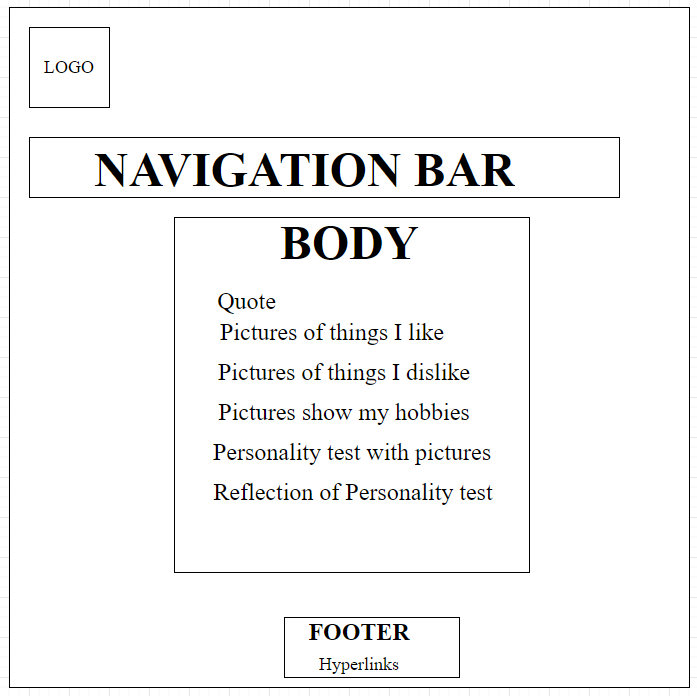 LOGO
NAVIGATION BAR
BODY
Quote
Pictures of things I like
Pictures of things I dislike
Pictures show my hobbies
Personality test with pictures
Reflection of Personality test
FOOTER
Hyperlinks